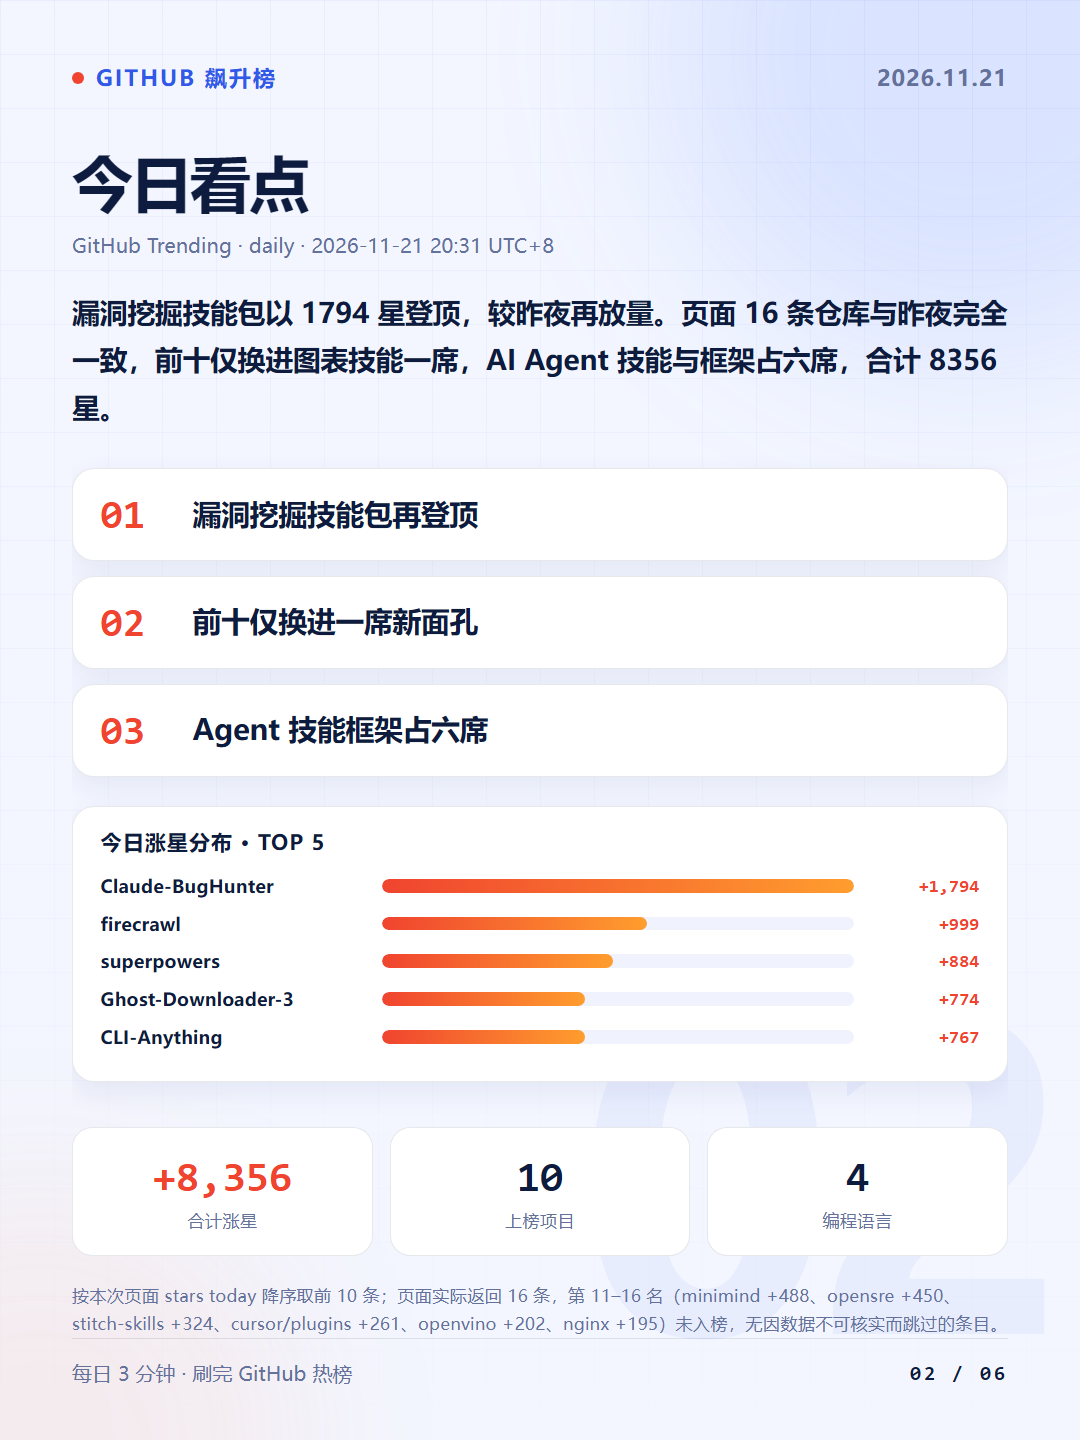 GITHUB 飙升榜
2026.11.21
今日看点
GitHub Trending · daily · 2026-11-21 20:31 UTC+8
漏洞挖掘技能包以 1794 星登顶，较昨夜再放量。页面 16 条仓库与昨夜完全
一致，前十仅换进图表技能一席，AI Agent 技能与框架占六席，合计 8356
星。
01 漏洞挖掘技能包再登顶
02 前十仅换进一席新面孔
03 Agent 技能框架占六席
今日涨星分布 • TOP 5
Claude-BugHunter +1,794
firecrawl +999
superpowers +884
Ghost-Downloader-3 +774
CLI-Anything +767
+8,356
合计涨星
10
上榜项目
4
编程语言
02
按本次页面 stars today 降序取前 10 条；页面实际返回 16 条，第 11–16 名（minimind +488、opensre +450、
stitch-skills +324、cursor/plugins +261、openvino +202、nginx +195）未入榜，无因数据不可核实而跳过的条目。
每日 3 分钟 · 刷完 GitHub 热榜
02 / 06